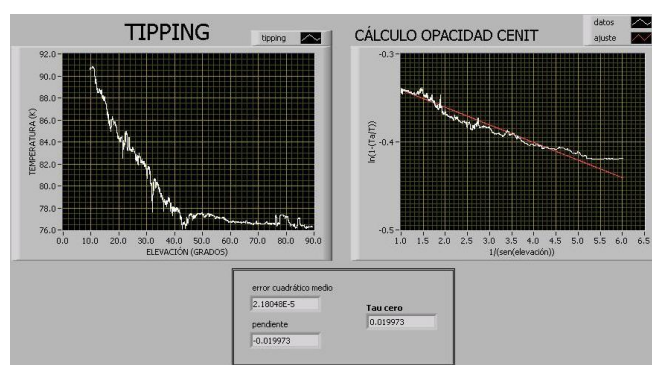 TIPPING
tipping
TEMPERATURA (K)
92.0
90.0
88.0
86.0
84.0
82.0
80.0
78.0
76.0
0.0 10.0 20.0 30.0 40.0 50.0 60.0 70.0 80.0 90.0
ELEVACIÓN (GRADOS)
CÁLCULO OPACIDAD CENIT
datos
ajuste
ln(1-(Ta/T))
-0.3
-0.4
-0.5
1.0 1.5 2.0 2.5 3.0 3.5 4.0 4.5 5.0 5.5 6.0 6.5
1/(sen(elevación))
error cuadrático medio
2.18048E-5
pendiente
-0.019973
Tau cero
0.019973